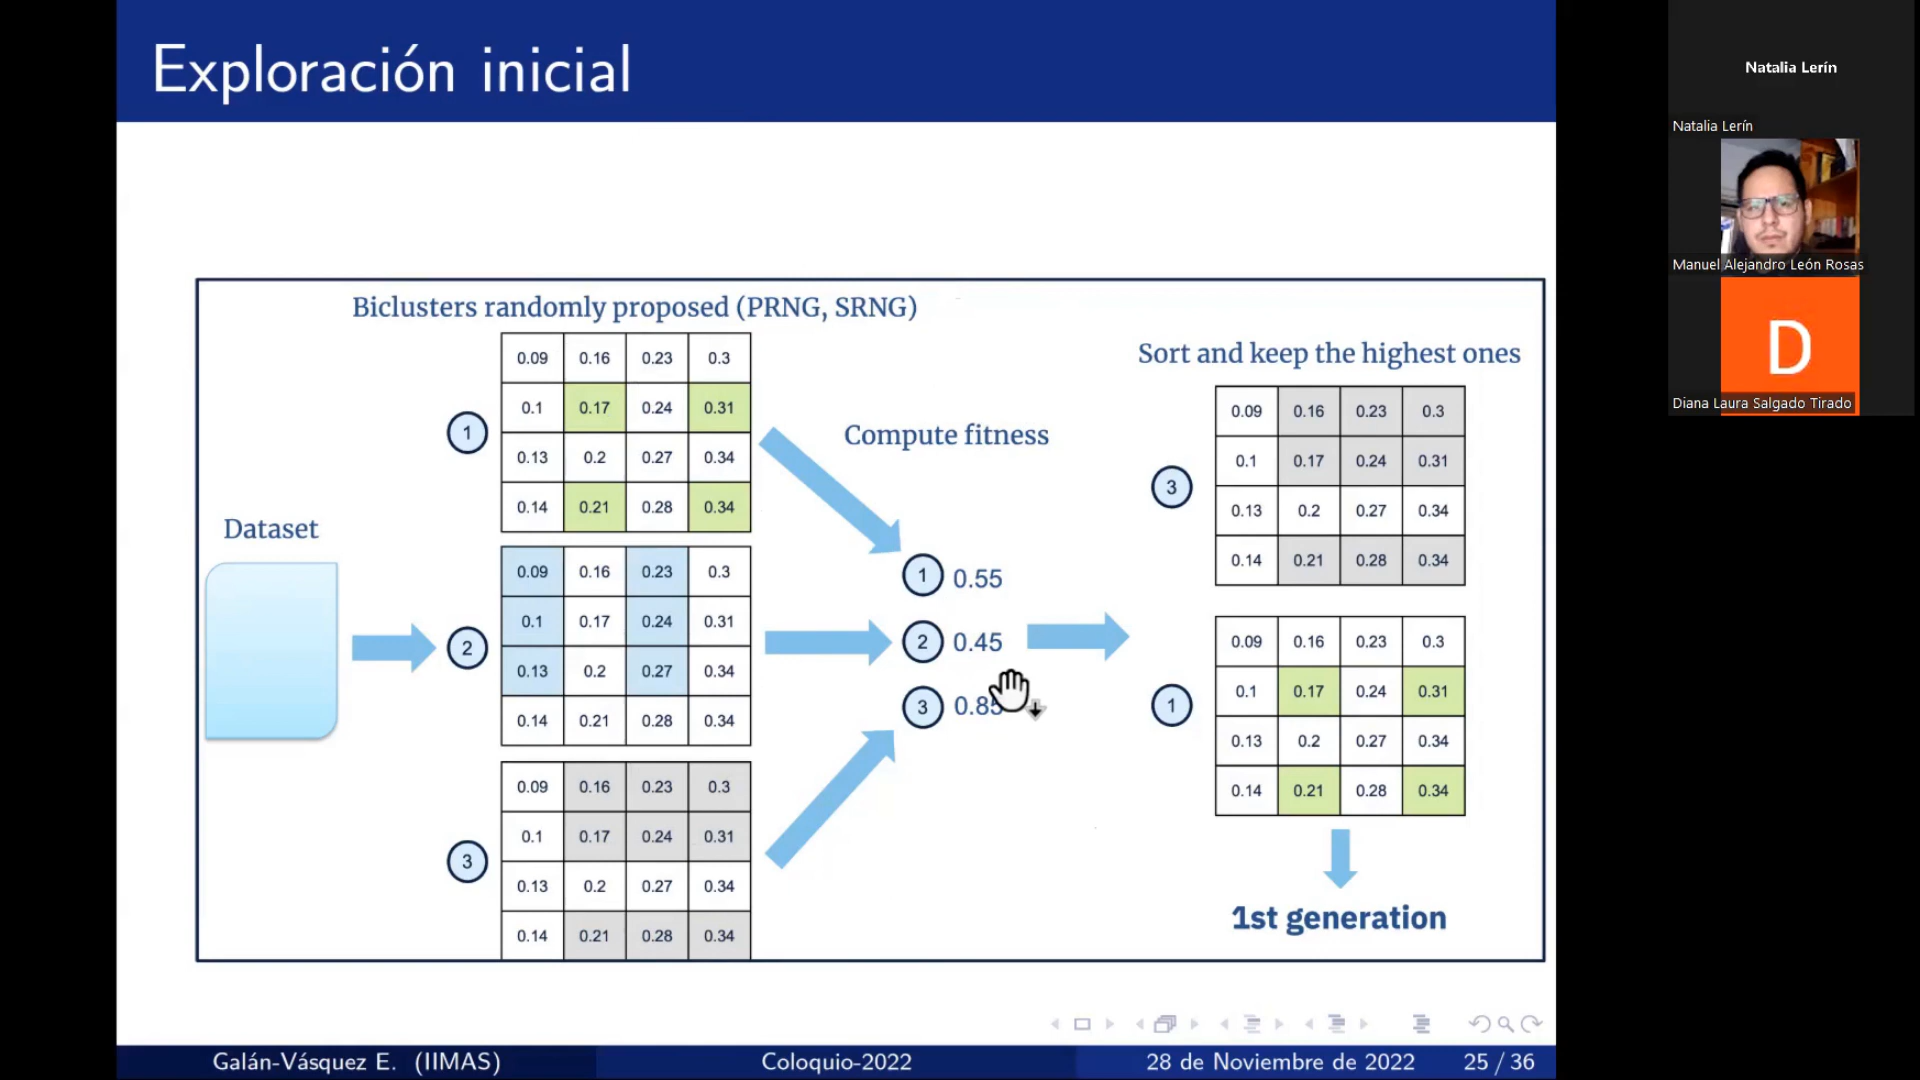 Exploración inicial
Biclusters randomly proposed (PRNG, SRNG)
1
0.09 0.16 0.23 0.3
0.1 0.17 0.24 0.31
0.13 0.2 0.27 0.34
0.14 0.21 0.28 0.34
Dataset
2
0.09 0.16 0.23 0.3
0.1 0.17 0.24 0.31
0.13 0.2 0.27 0.34
0.14 0.21 0.28 0.34
3
0.09 0.16 0.23 0.3
0.1 0.17 0.24 0.31
0.13 0.2 0.27 0.34
0.14 0.21 0.28 0.34
Compute fitness
1 0.55
2 0.45
3 0.85
Sort and keep the highest ones
3
0.09 0.16 0.23 0.3
0.1 0.17 0.24 0.31
0.13 0.2 0.27 0.34
0.14 0.21 0.28 0.34
1
0.09 0.16 0.23 0.3
0.1 0.17 0.24 0.31
0.13 0.2 0.27 0.34
0.14 0.21 0.28 0.34
1st generation
Galán-Vásquez E. (IIMAS) Coloquio-2022 28 de Noviembre de 2022 25 / 36
Natalia Lerín
Natalia Lerín
Manuel Alejandro León Rosas
D
Diana Laura Salgado Tirado